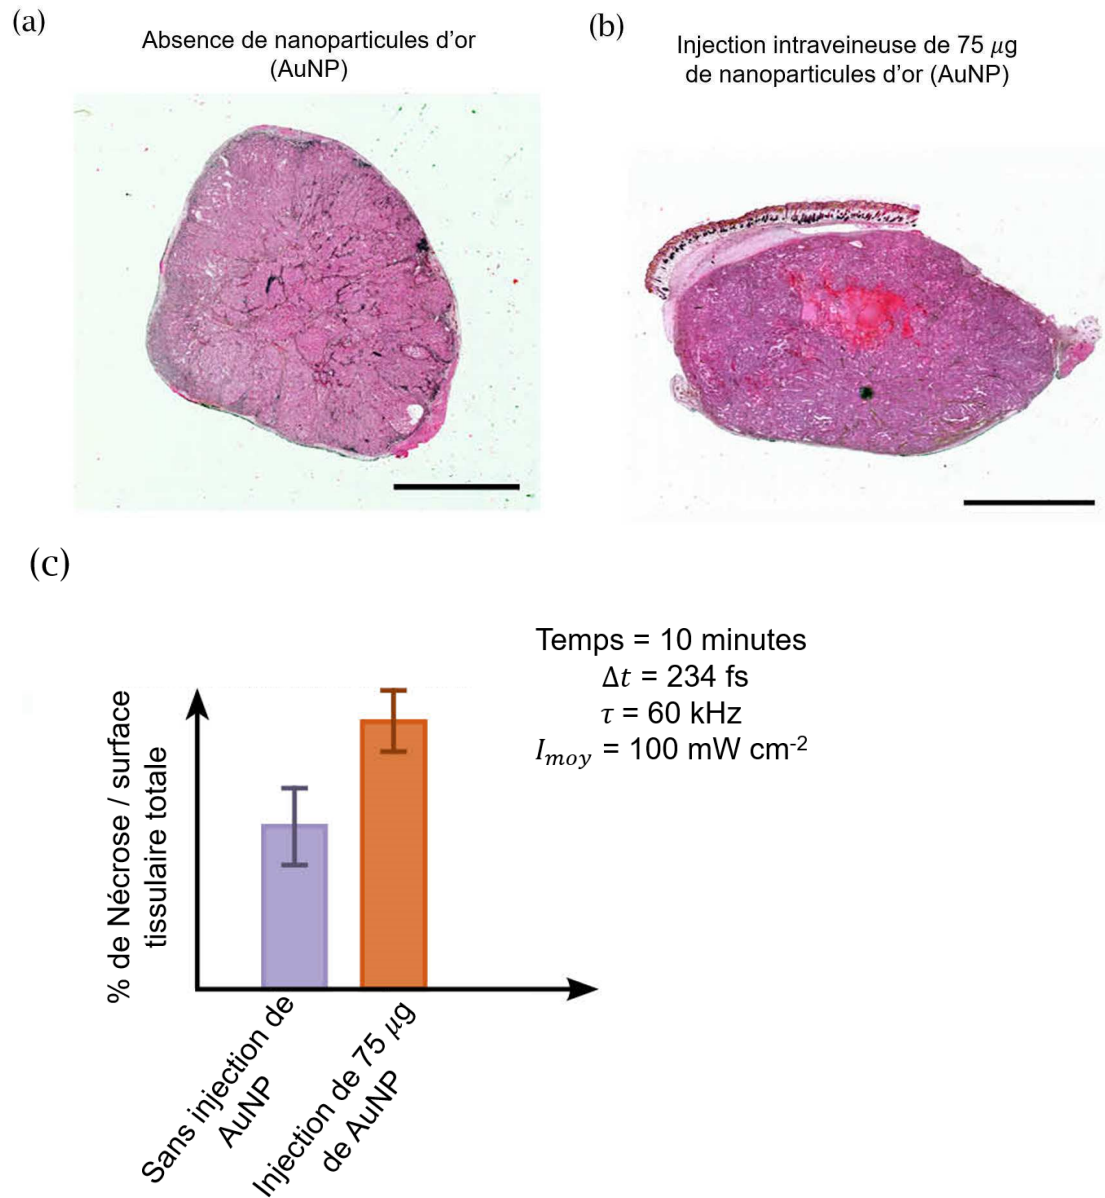 (a)
Absence de nanoparticules d’or
(AuNP)
(b)
Injection intraveineuse de 75 𝜇g
de nanoparticules d’or (AuNP)
(c)
% de Nécrose / surface
tissulaire totale
Sans injection de
AuNP
Injection de 75 𝜇g
de AuNP
Temps = 10 minutes
Δ𝑡 = 234 fs
𝜏 = 60 kHz
𝐼𝑚𝑜𝑦 = 100 mW cm-2